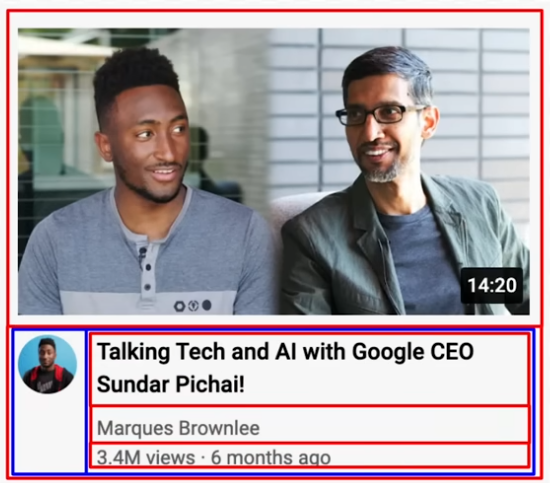 14:20
Talking Tech and AI with Google CEO
Sundar Pichai!
Marques Brownlee
3.4M views · 6 months ago